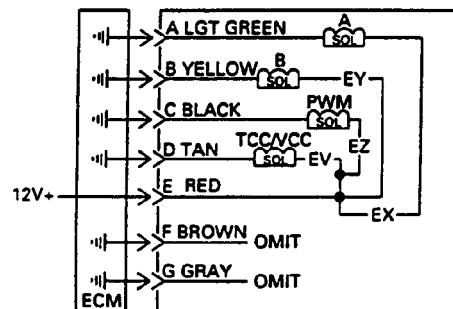 A LGT GREEN A
SOL
B YELLOW B
SOL EY
C BLACK PWM
SOL EZ
D TAN TCC/VCC
SOL EV
12V+ E RED
EX
F BROWN OMIT
G GRAY OMIT
ECM